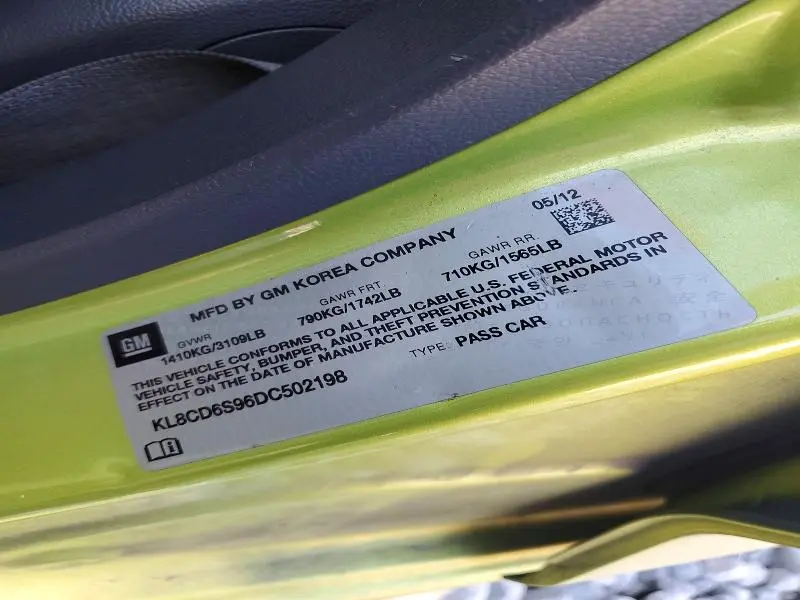 05/12
MFD BY GM KOREA COMPANY
GM
GVWR
1410KG/3109LB
GAWR FRT.
790KG/1742LB
GAWR RR.
710KG/1565LB
THIS VEHICLE CONFORMS TO ALL APPLICABLE U.S. FEDERAL MOTOR
VEHICLE SAFETY, BUMPER, AND THEFT PREVENTION STANDARDS IN
EFFECT ON THE DATE OF MANUFACTURE SHOWN ABOVE.
KL8CD6S96DC502198
TYPE: PASS CAR